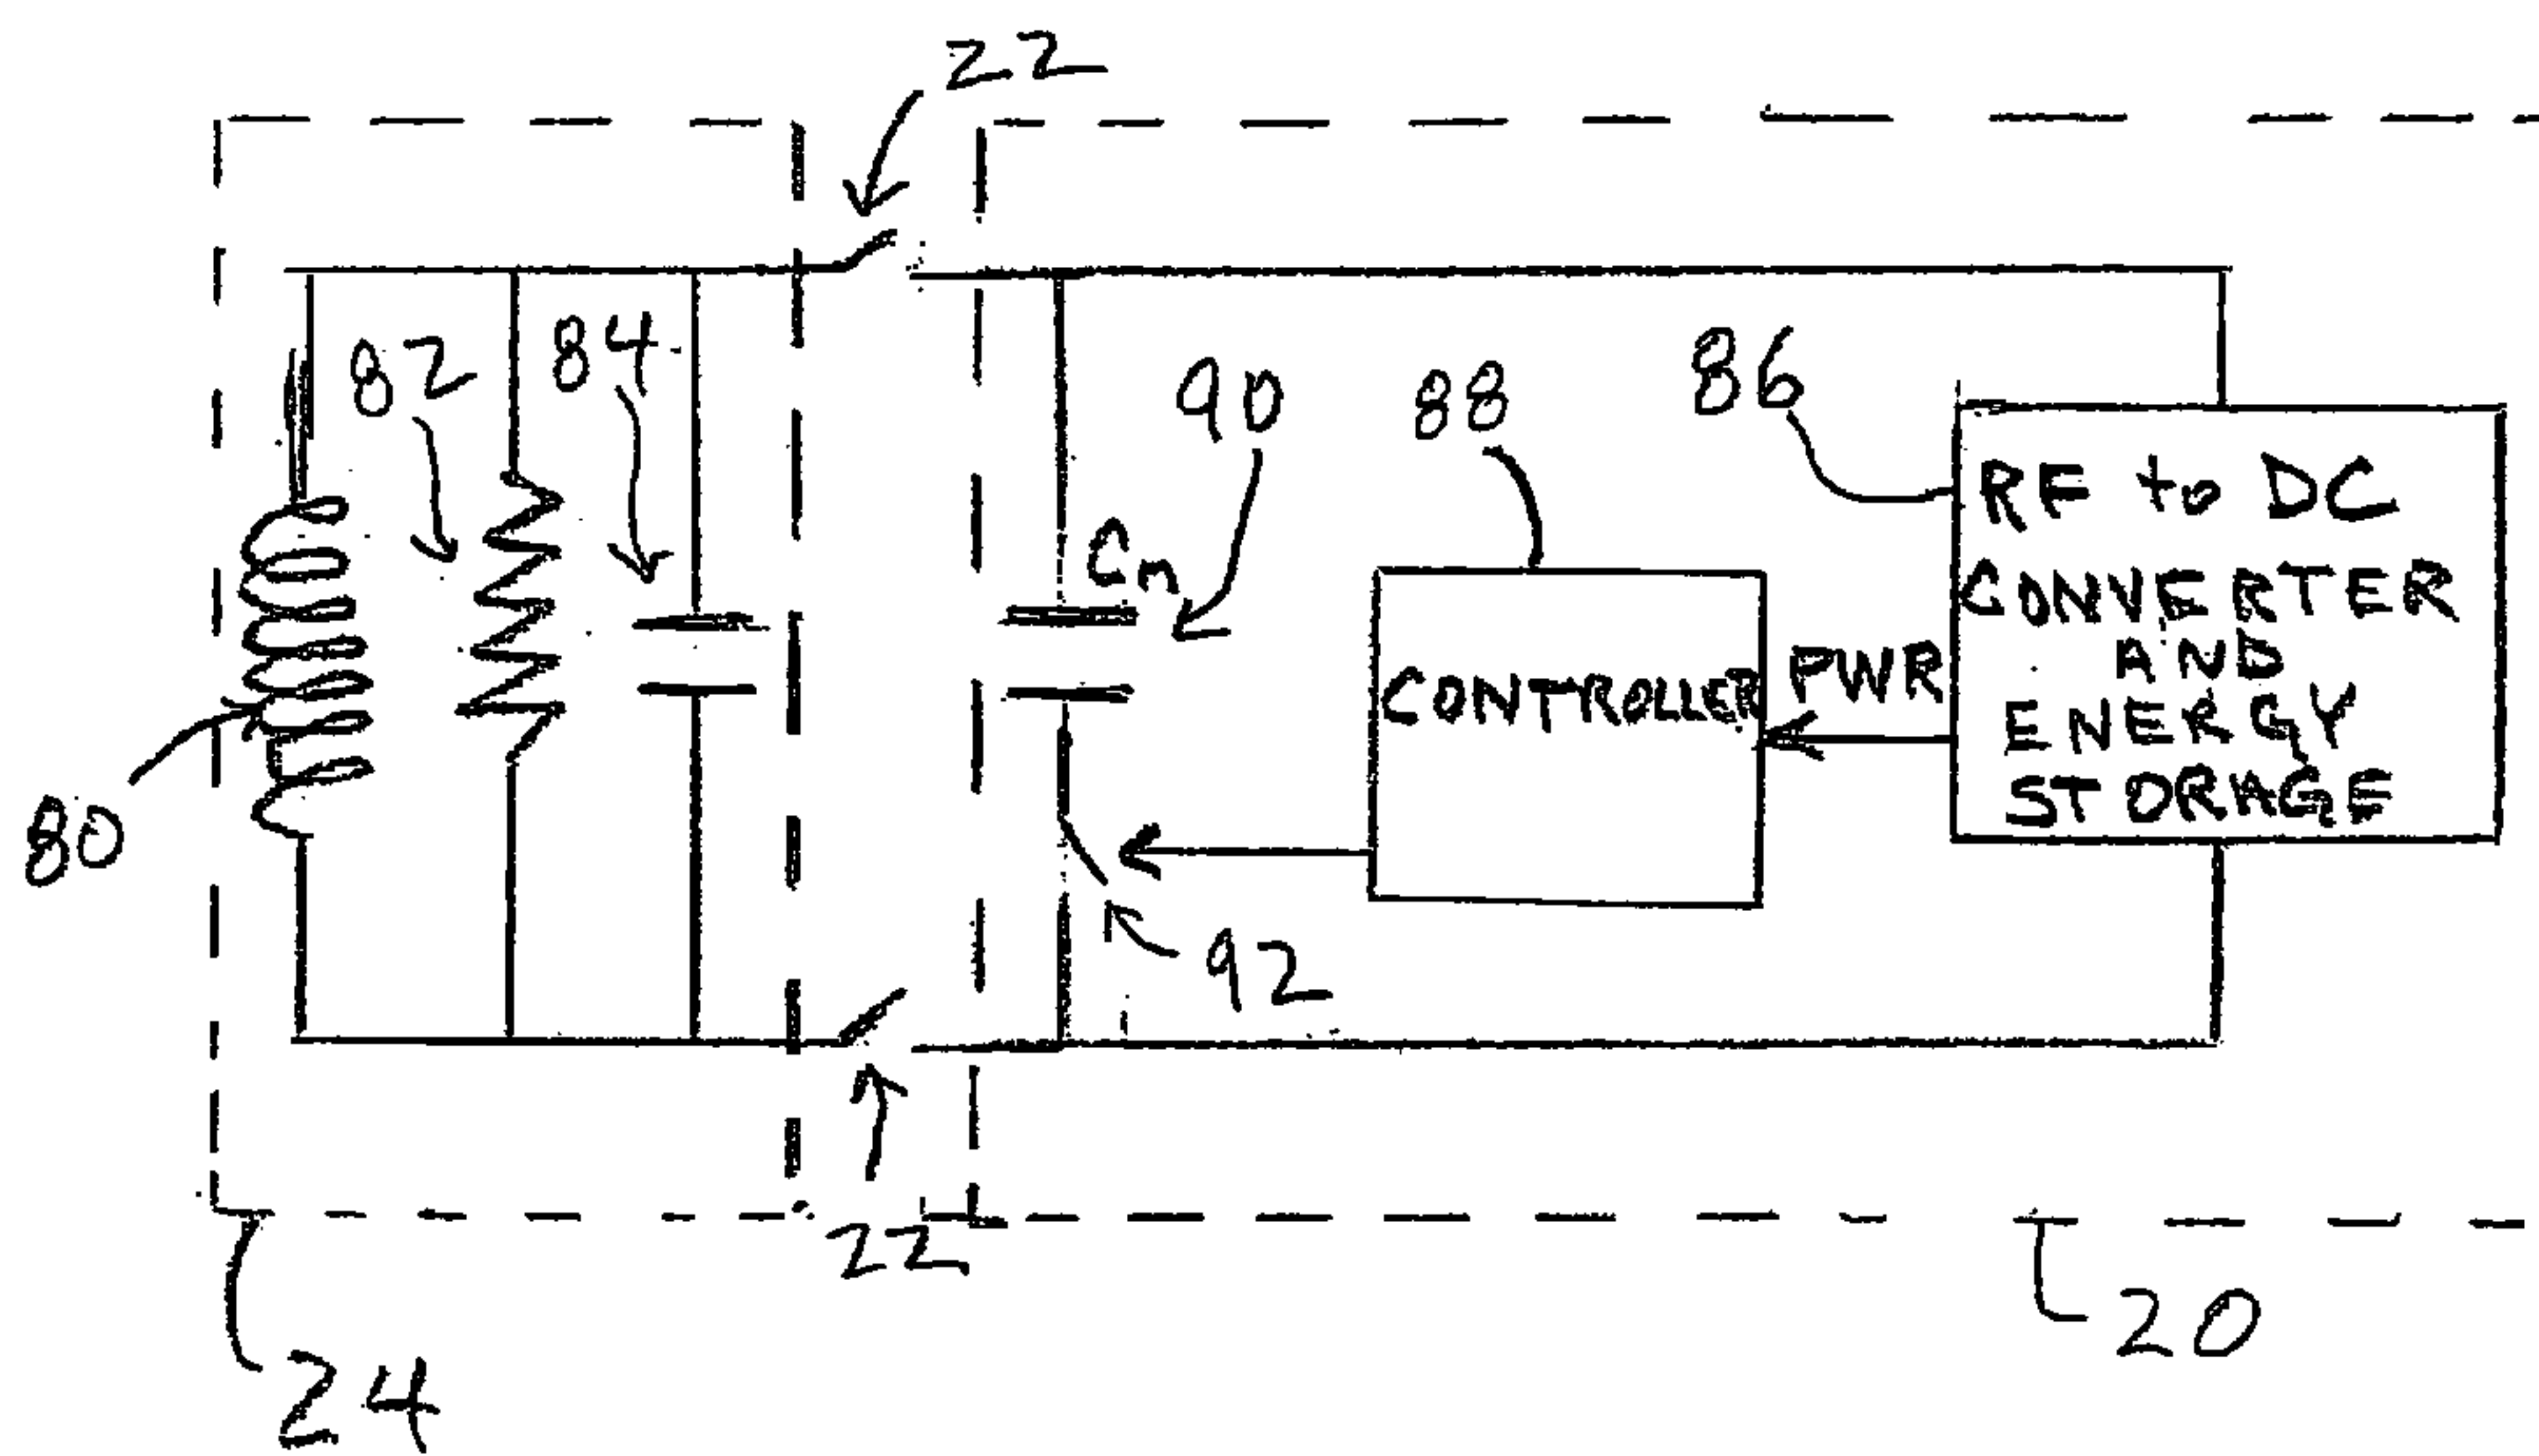 22
82
84
90
88
86
Cn
RF to DC
CONVERTER
AND
ENERGY
STORAGE
CONTROLLER
PWR
80
92
22
24
20